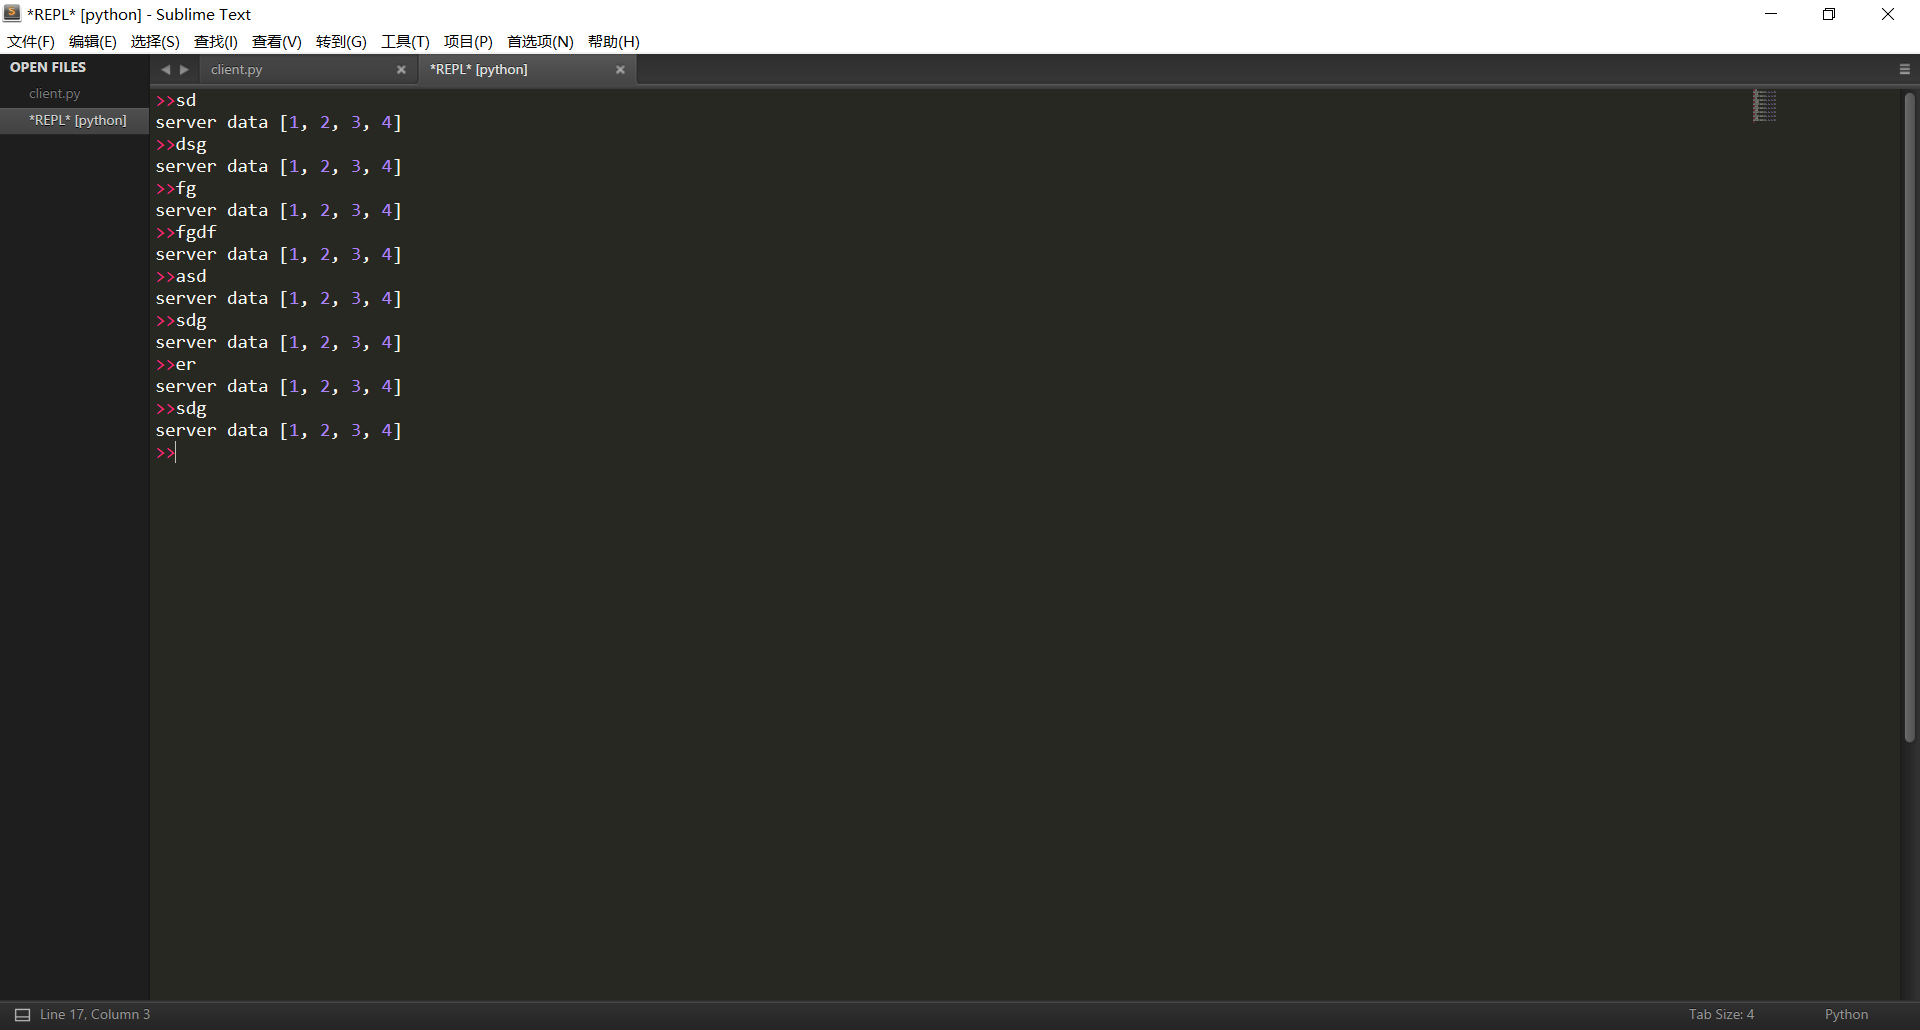 *REPL* [python] - Sublime Text
文件(F) 编辑(E) 选择(S) 查找(I) 查看(V) 转到(G) 工具(T) 项目(P) 首选项(N) 帮助(H)
OPEN FILES
client.py
*REPL* [python]
client.py
*REPL* [python]
>>sd
server data [1, 2, 3, 4]
>>dsg
server data [1, 2, 3, 4]
>>fg
server data [1, 2, 3, 4]
>>fgdf
server data [1, 2, 3, 4]
>>asd
server data [1, 2, 3, 4]
>>sdg
server data [1, 2, 3, 4]
>>er
server data [1, 2, 3, 4]
>>sdg
server data [1, 2, 3, 4]
>>
Line 17, Column 3
Tab Size: 4
Python